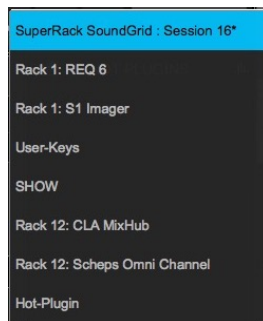 SuperRack SoundGrid : Session 16*
Rack 1: REQ 6
Rack 1: S1 Imager
User-Keys
SHOW
Rack 12: CLA MixHub
Rack 12: Scheps Omni Channel
Hot-Plugin